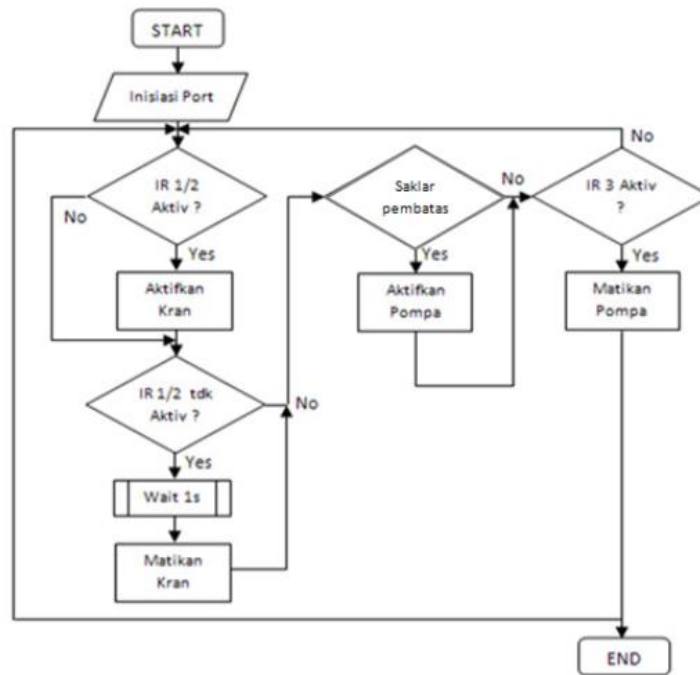 START
Inisiasi Port
IR 1/2
Aktiv ?
No
Yes
Aktifkan
Kran
IR 1/2 tdk
Aktiv ?
No
Yes
Wait 1s
Matikan
Kran
Saklar
pembatas
No
Yes
Aktifkan
Pompa
No
IR 3 Aktiv
?
Yes
Matikan
Pompa
END